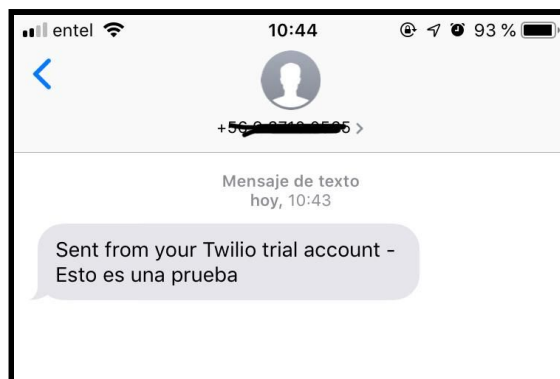 entel 10:44 93 %
Mensaje de texto
hoy, 10:43
Sent from your Twilio trial account -
Esto es una prueba